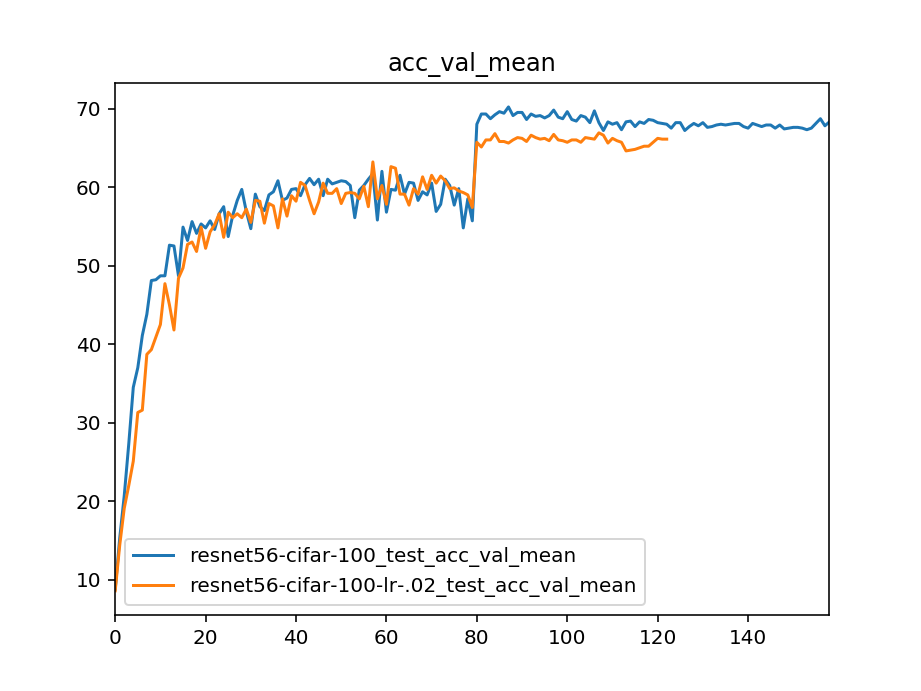 acc_val_mean
70
60
50
40
30
20
10
resnet56-cifar-100_test_acc_val_mean
resnet56-cifar-100-lr-.02_test_acc_val_mean
0 20 40 60 80 100 120 140